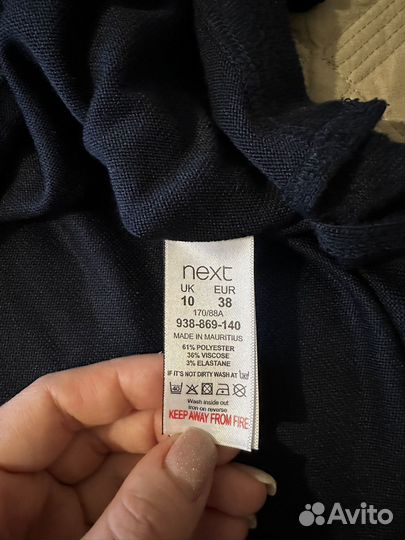 next
UK EUR
10 38
170/88A
938-869-140
MADE IN MAURITIUS
61% POLYESTER
36% VISCOSE
3% ELASTANE
IF IT'S NOT DIRTY WASH AT
Wash inside out
iron on reverse
KEEP AWAY FROM FIRE
Avito